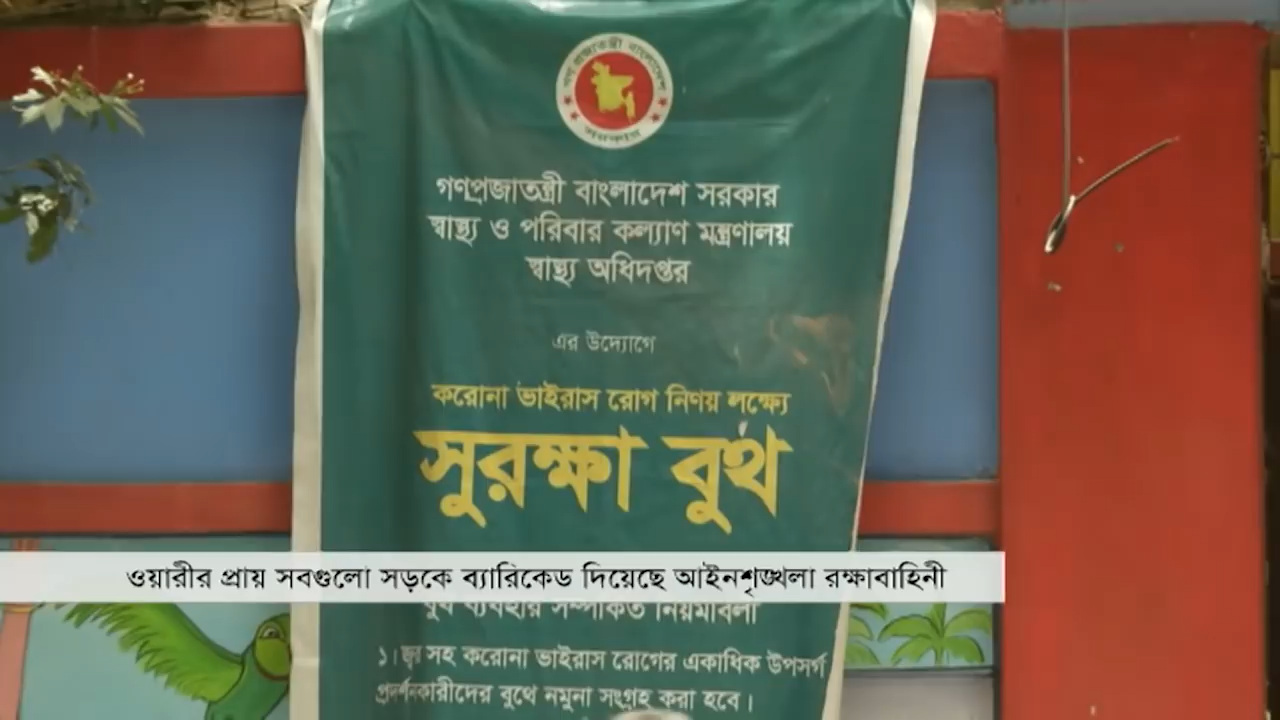 গণপ্রজাতন্ত্রী বাংলাদেশ সরকার
স্বাস্থ্য ও পরিবার কল্যাণ মন্ত্রণালয়
স্বাস্থ্য অধিদপ্তর
এর উদ্যোগে
করোনা ভাইরাস রোগ নির্ণয় লক্ষ্যে
সুরক্ষা বুথ
ওয়ারীর প্রায় সবগুলো সড়কে ব্যারিকেড দিয়েছে আইনশৃঙ্খলা রক্ষাবাহিনী
বুথ ব্যবহার সম্পর্কিত নিয়মাবলী
১। জ্বর সহ করোনা ভাইরাস রোগের একাধিক উপসর্গ
প্রদর্শনকারীদের বুথে নমুনা সংগ্রহ করা হবে।